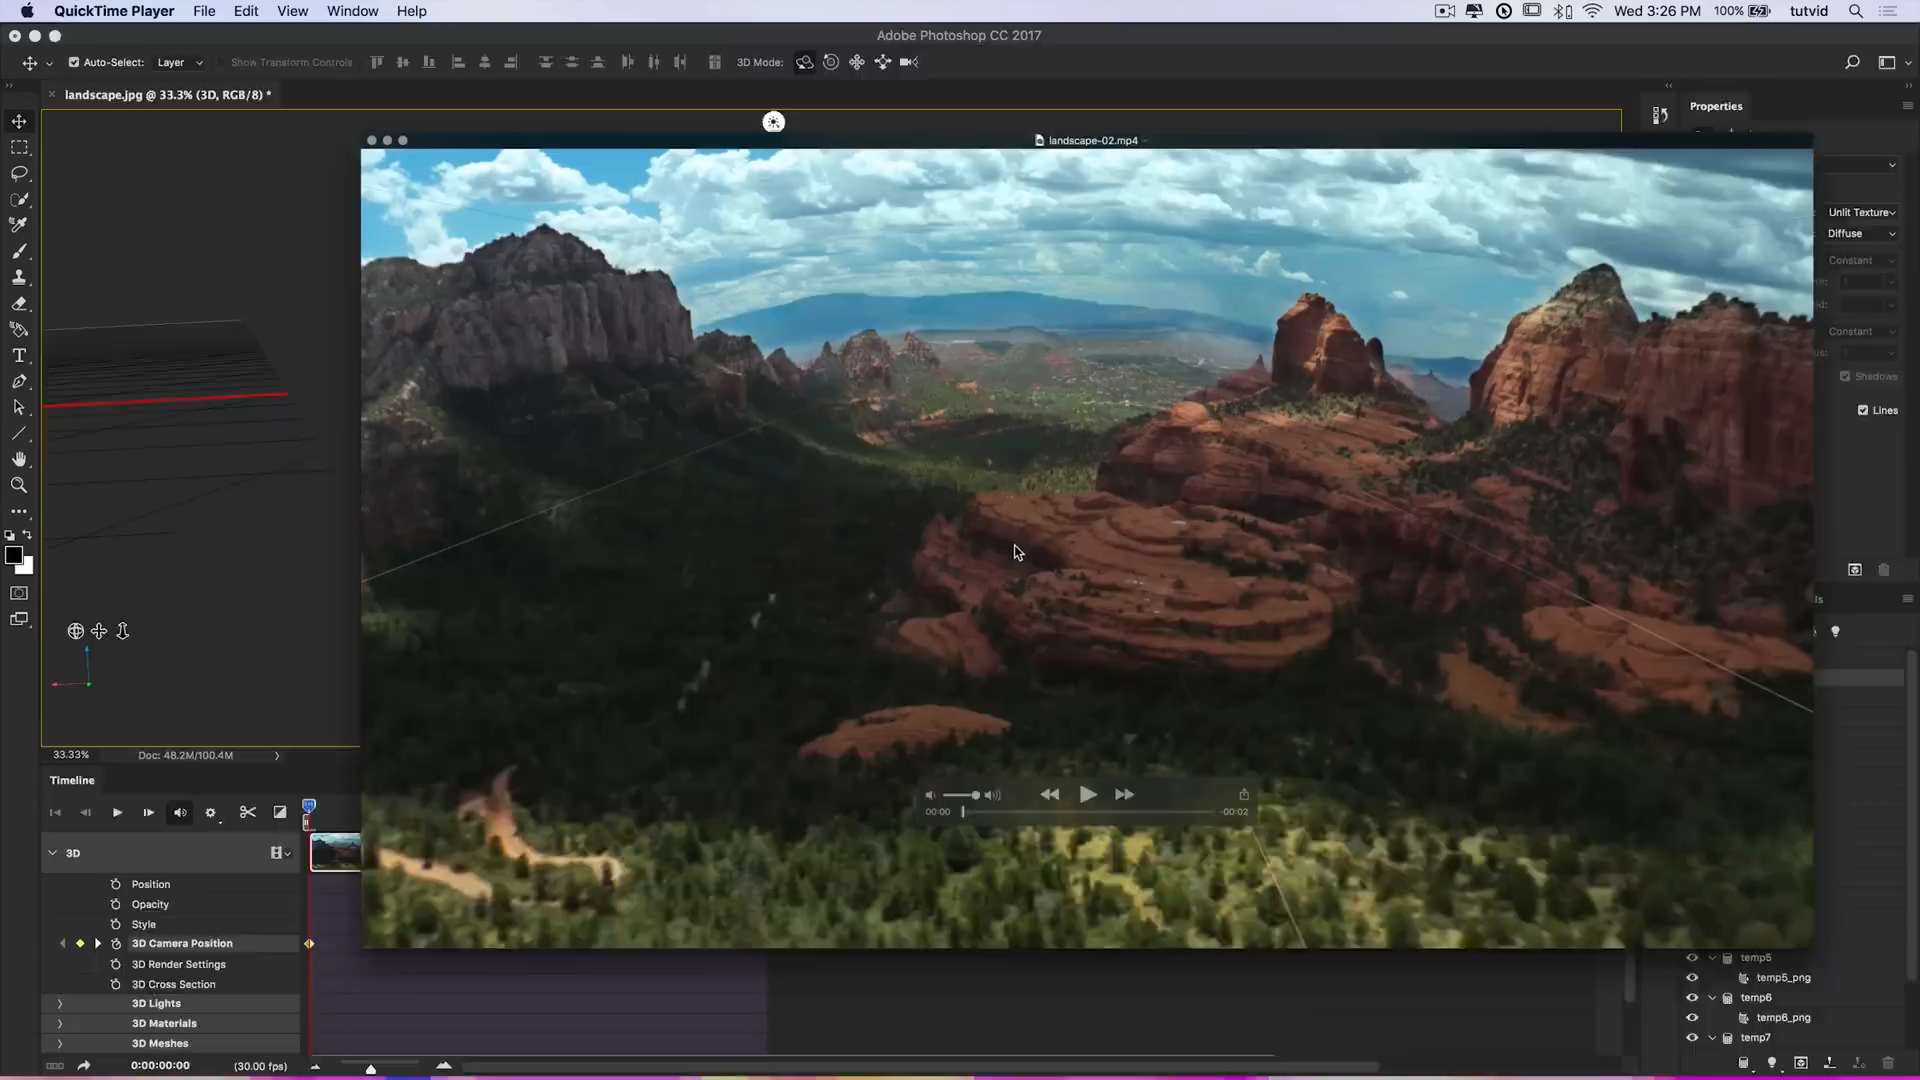 QuickTime Player File Edit View Window Help
Wed 3:26 PM 100% tutvid
Adobe Photoshop CC 2017
Auto-Select: Layer Show Transform Controls 3D Mode:
landscape.jpg @ 33.3% (3D, RGB/8) *
Properties
landscape-02.mp4
Unlit Texture
Diffuse
Constant
Constant
Shadows
Lines
00:00 -00:02
33.33% Doc: 48.2M/100.4M
Timeline
3D
Position
Opacity
Style
3D Camera Position
3D Render Settings
3D Cross Section
3D Lights
3D Materials
3D Meshes
0:00:00:00 (30.00 fps)
temp5
temp5_png
temp6
temp6_png
temp7